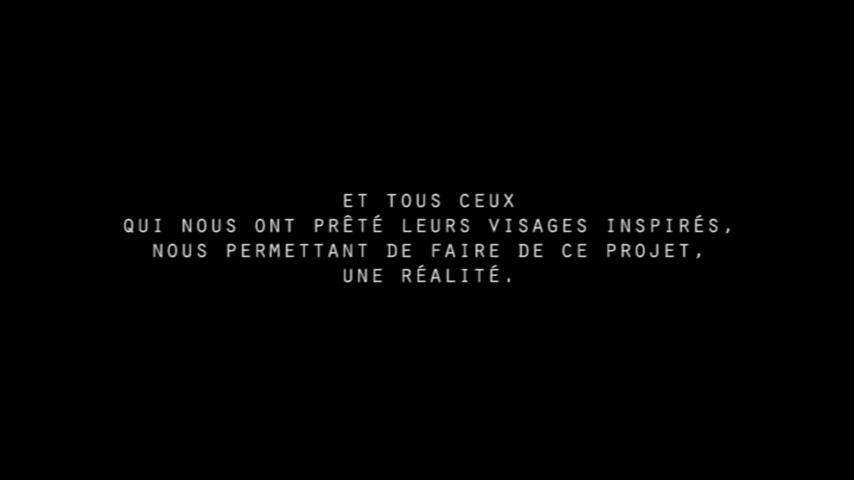 ET TOUS CEUX
QUI NOUS ONT PRÊTÉ LEURS VISAGES INSPIRÉS,
NOUS PERMETTANT DE FAIRE DE CE PROJET,
UNE RÉALITÉ.